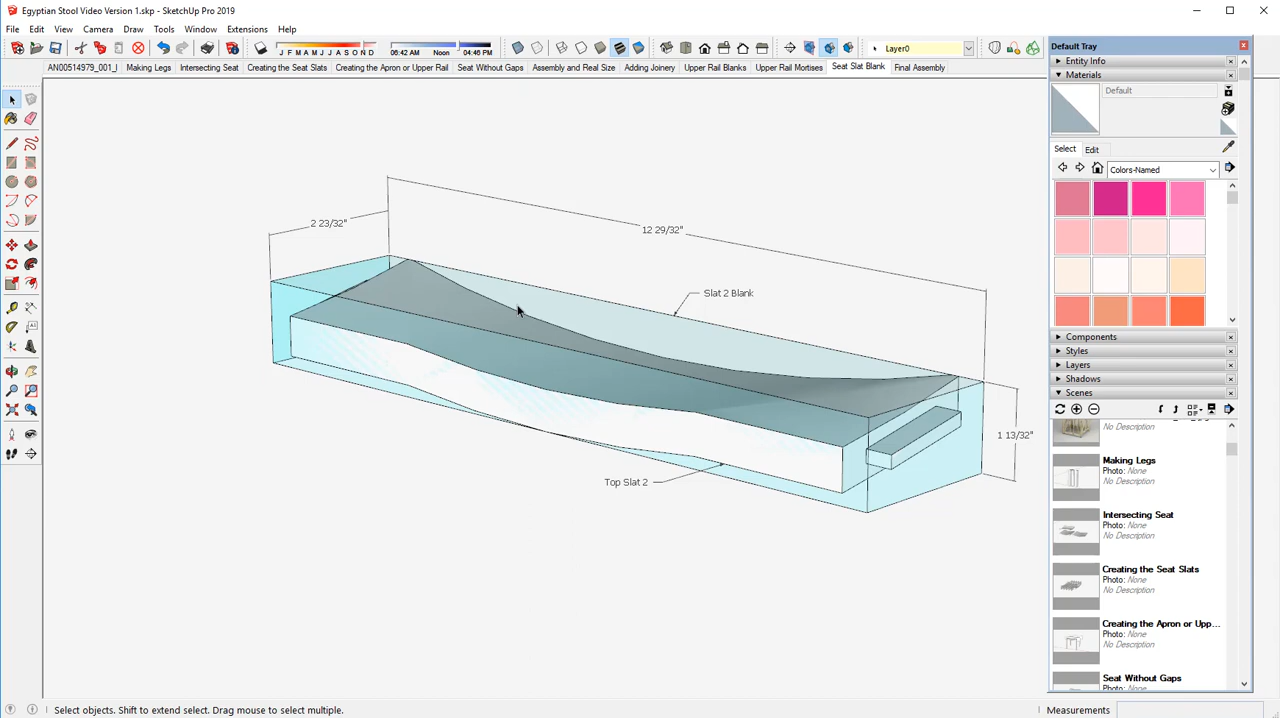 Egyptian Stool Video Version 1.skp - SketchUp Pro 2019
File Edit View Camera Draw Tools Window Extensions Help
J F M A M J J A S O N D 06:42 AM Noon 04:46 PM Layer0
AN00514979_001_l Making Legs Intersecting Seat Creating the Seat Slats Creating the Apron or Upper Rail Seat Without Gaps Assembly and Real Size Adding Joinery Upper Rail Blanks Upper Rail Mortises Seat Slat Blank Final Assembly
2 23/32"
12 29/32"
Slat 2 Blank
1 13/32"
Top Slat 2
Default Tray
Entity Info
Materials
Default
Select Edit
Colors-Named
Components
Styles
Layers
Shadows
Scenes
No Description
Making Legs
Photo: None
No Description
Intersecting Seat
Photo: None
No Description
Creating the Seat Slats
Photo: None
No Description
Creating the Apron or Upp...
Photo: None
No Description
Seat Without Gaps
Photo: None
No Description
Select objects. Shift to extend select. Drag mouse to select multiple.
Measurements